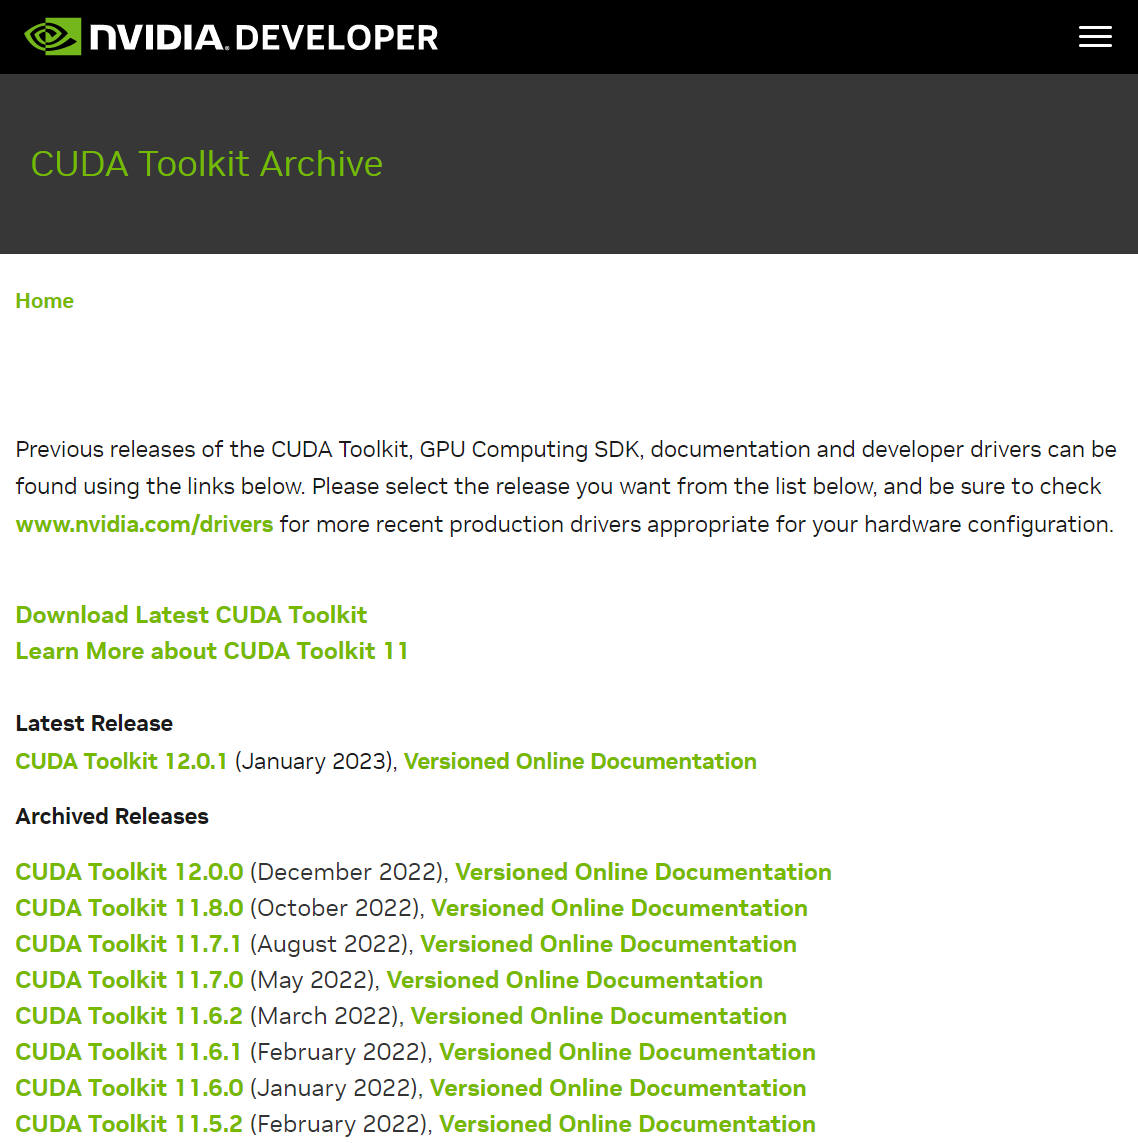 NVIDIA. DEVELOPER
CUDA Toolkit Archive
Home
Previous releases of the CUDA Toolkit, GPU Computing SDK, documentation and developer drivers can be
found using the links below. Please select the release you want from the list below, and be sure to check
www.nvidia.com/drivers for more recent production drivers appropriate for your hardware configuration.
Download Latest CUDA Toolkit
Learn More about CUDA Toolkit 11
Latest Release
CUDA Toolkit 12.0.1 (January 2023), Versioned Online Documentation
Archived Releases
CUDA Toolkit 12.0.0 (December 2022), Versioned Online Documentation
CUDA Toolkit 11.8.0 (October 2022), Versioned Online Documentation
CUDA Toolkit 11.7.1 (August 2022), Versioned Online Documentation
CUDA Toolkit 11.7.0 (May 2022), Versioned Online Documentation
CUDA Toolkit 11.6.2 (March 2022), Versioned Online Documentation
CUDA Toolkit 11.6.1 (February 2022), Versioned Online Documentation
CUDA Toolkit 11.6.0 (January 2022), Versioned Online Documentation
CUDA Toolkit 11.5.2 (February 2022), Versioned Online Documentation